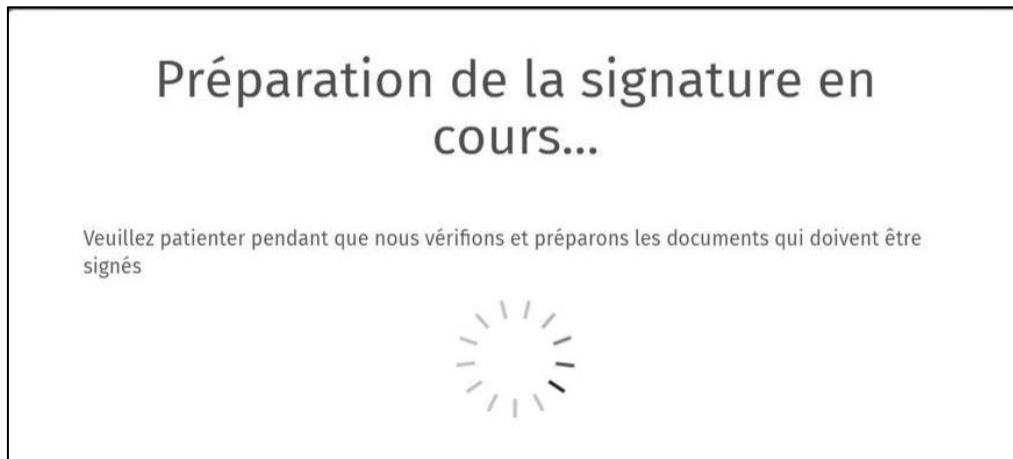 Préparation de la signature en
cours...
Veuillez patienter pendant que nous vérifions et préparons les documents qui doivent être
signés